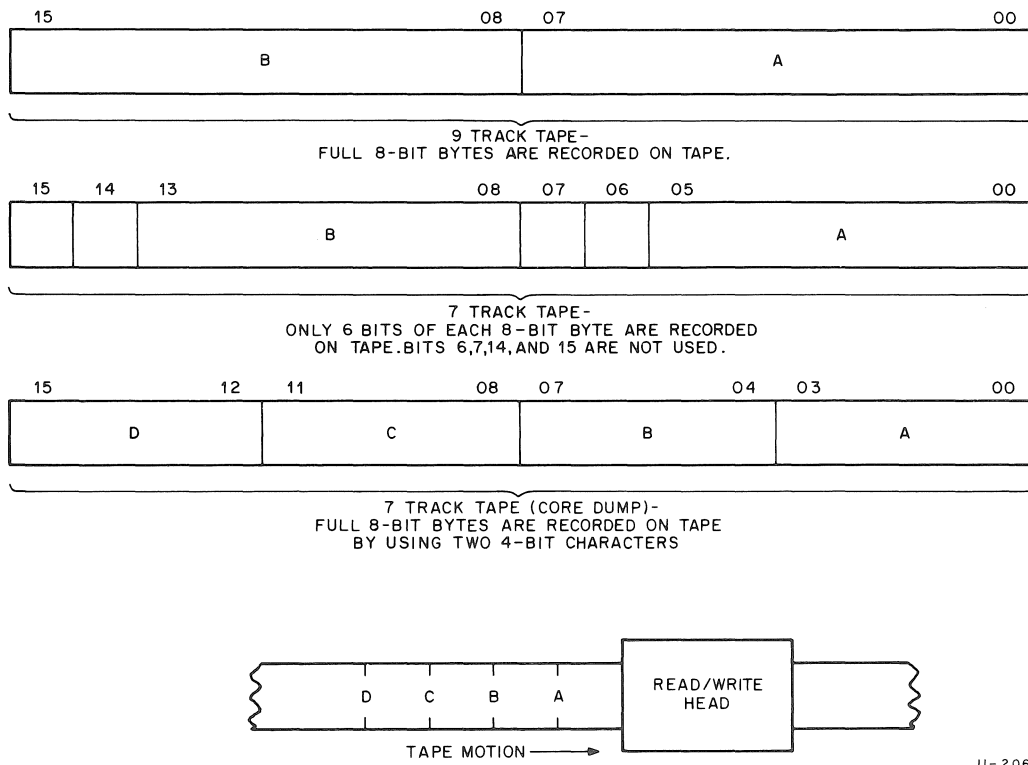 15 08 07 00
B A
9 TRACK TAPE-
FULL 8-BIT BYTES ARE RECORDED ON TAPE.
15 14 13 08 07 06 05 00
B A
7 TRACK TAPE-
ONLY 6 BITS OF EACH 8-BIT BYTE ARE RECORDED
ON TAPE.BITS 6,7,14,AND 15 ARE NOT USED.
15 12 11 08 07 04 03 00
D C B A
7 TRACK TAPE (CORE DUMP)-
FULL 8-BIT BYTES ARE RECORDED ON TAPE
BY USING TWO 4-BIT CHARACTERS
D C B A READ/WRITE
HEAD
TAPE MOTION